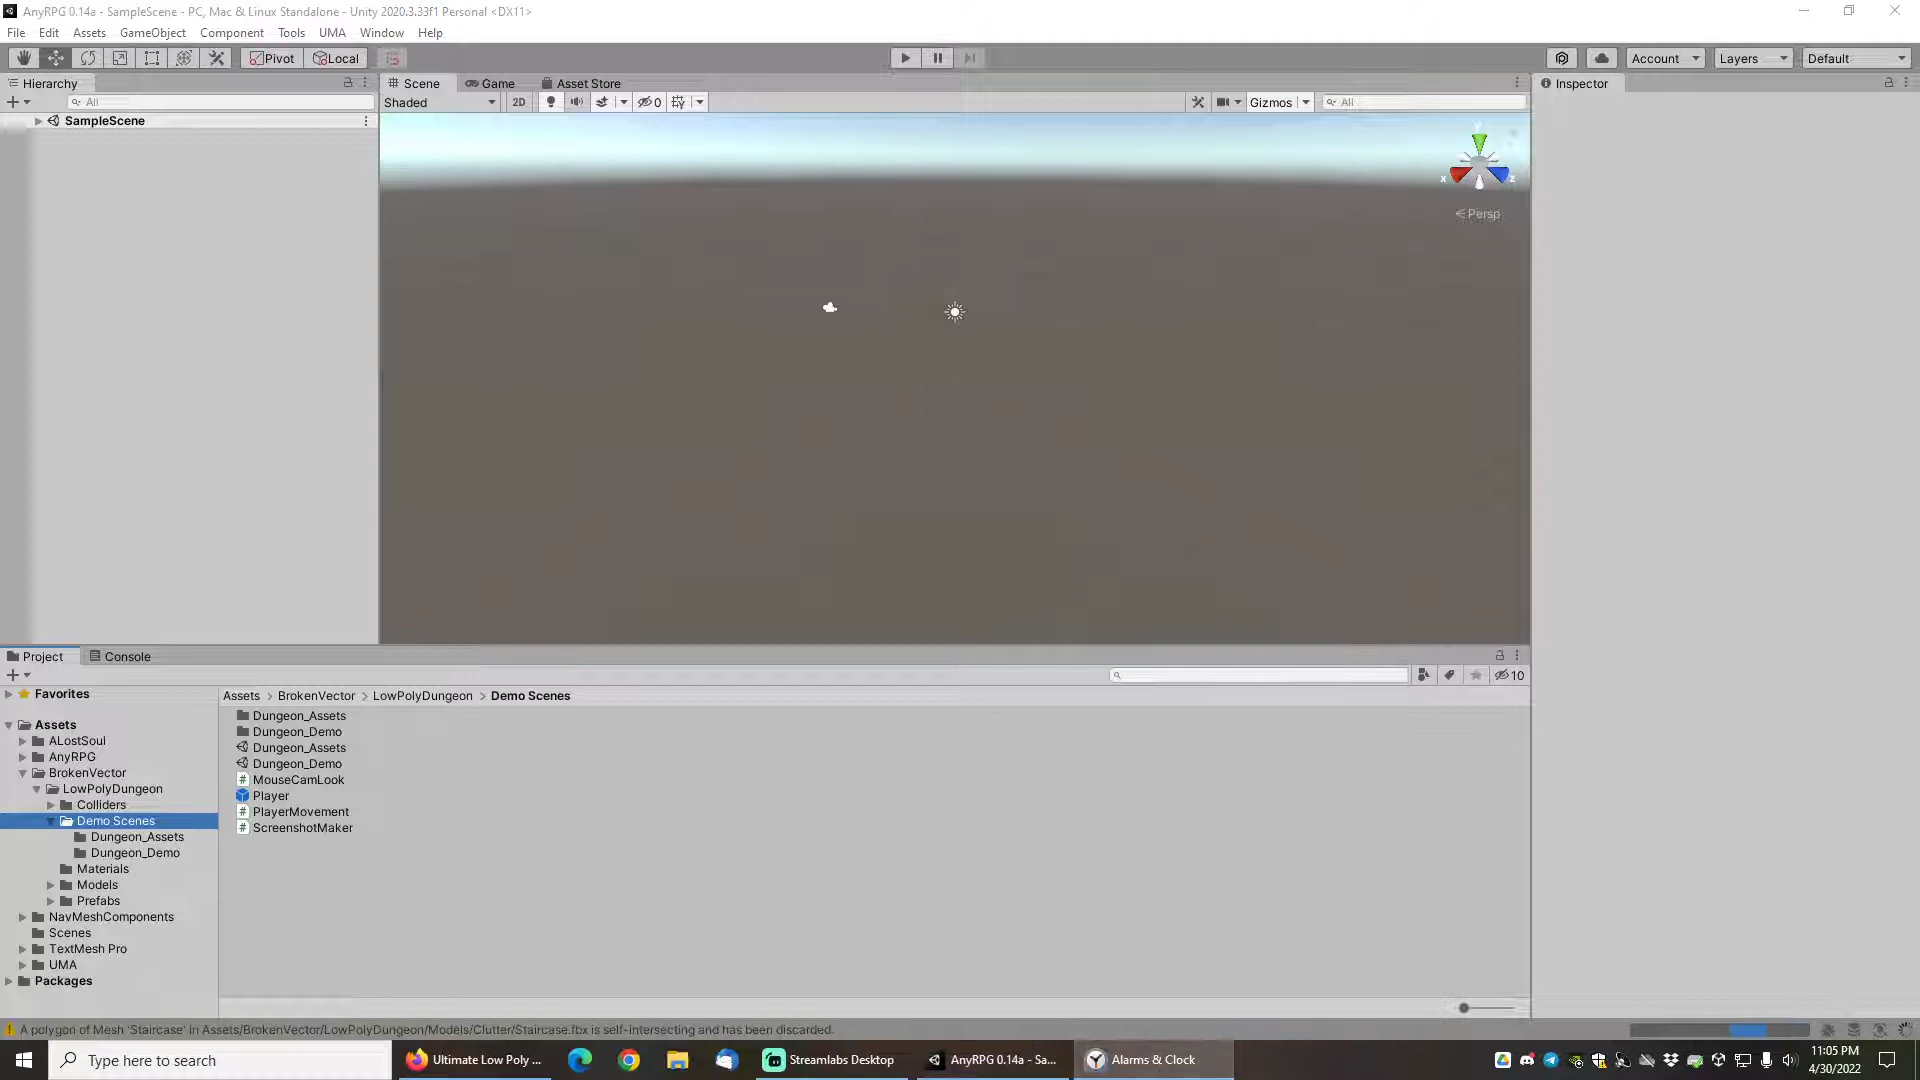 AnyRPG 0.14a - SampleScene - PC, Mac & Linux Standalone - Unity 2020.3.33f1 Personal <DX11>
File Edit Assets GameObject Component Tools UMA Window Help
Pivot Local Account Layers Default
Hierarchy
All
SampleScene
Scene Game Asset Store
Shaded 2D 0 Gizmos All
y
x z
Persp
Inspector
Project Console
10
Favorites
Assets
ALostSoul
AnyRPG
BrokenVector
LowPolyDungeon
Colliders
Demo Scenes
Dungeon_Assets
Dungeon_Demo
Materials
Models
Prefabs
NavMeshComponents
Scenes
TextMesh Pro
UMA
Packages
Assets > BrokenVector > LowPolyDungeon > Demo Scenes
Dungeon_Assets
Dungeon_Demo
Dungeon_Assets
Dungeon_Demo
MouseCamLook
Player
PlayerMovement
ScreenshotMaker
A polygon of Mesh 'Staircase' in Assets/BrokenVector/LowPolyDungeon/Models/Clutter/Staircase.fbx is self-intersecting and has been discarded.
Type here to search
Ultimate Low Poly ...
Streamlabs Desktop
AnyRPG 0.14a - Sa...
Alarms & Clock
11:05 PM
4/30/2022